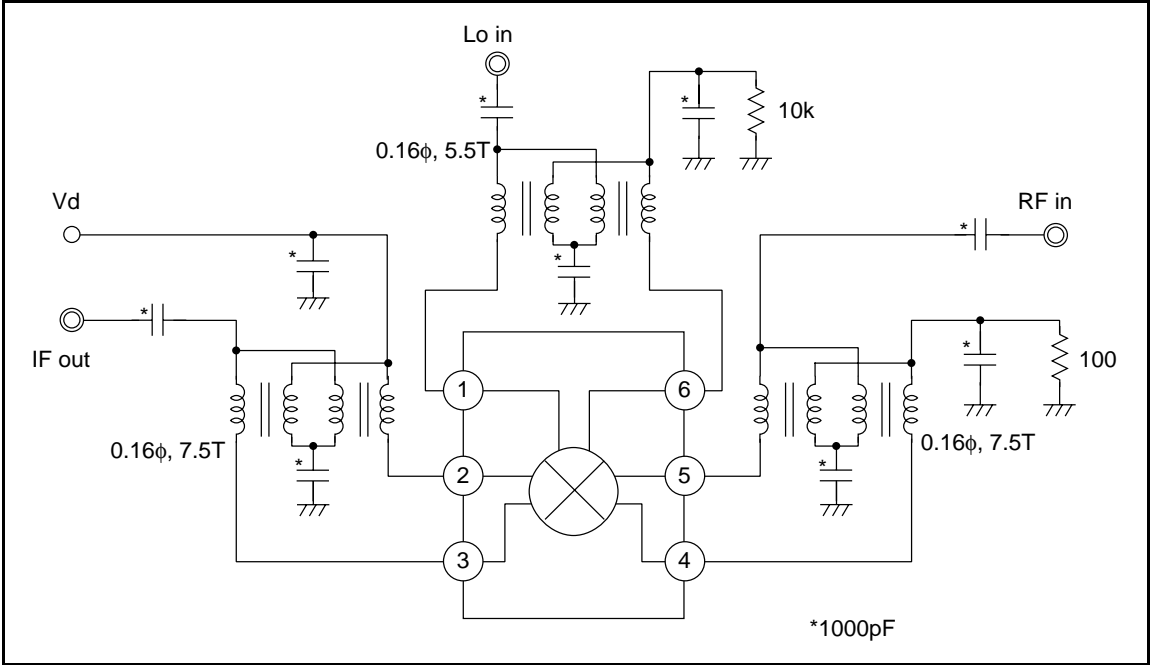 Lo in
*
*
10k
0.16ϕ, 5.5T
Vd
RF in
*
*
*
IF out
*
*
100
1
6
0.16ϕ, 7.5T
0.16ϕ, 7.5T
*
2
5
*
3
4
*1000pF